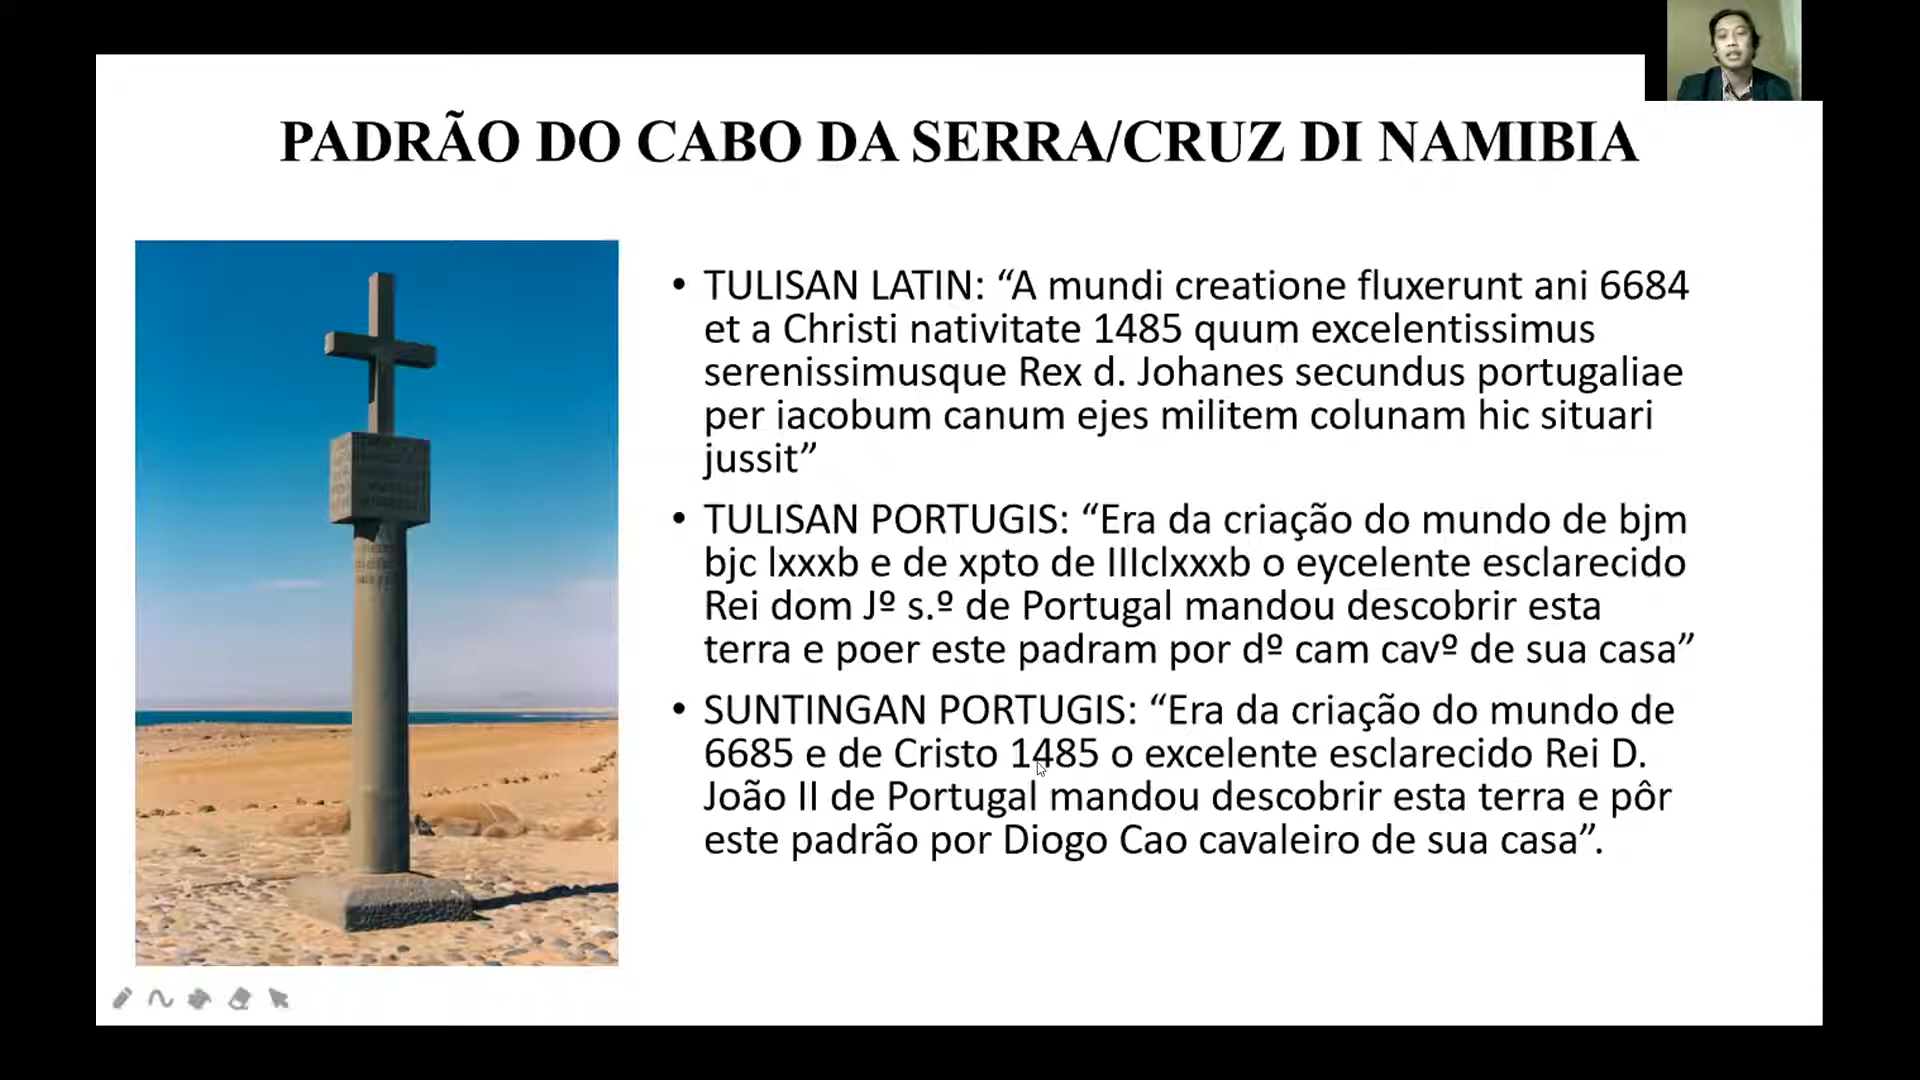 PADRÃO DO CABO DA SERRA/CRUZ DI NAMIBIA
• TULISAN LATIN: “A mundi creatione fluxerunt ani 6684
et a Christi nativitate 1485 quum excelentissimus
serenissimusque Rex d. Johanes secundus portugaliae
per iacobum canum ejes militem colunam hic situari
jussit”
• TULISAN PORTUGIS: “Era da criação do mundo de bjm
bjc lxxxb e de xpto de IIIclxxxb o eycelente esclarecido
Rei dom Jº s.º de Portugal mandou descobrir esta
terra e poer este padram por dº cam cavº de sua casa”
• SUNTINGAN PORTUGIS: “Era da criação do mundo de
6685 e de Cristo 1485 o excelente esclarecido Rei D.
João II de Portugal mandou descobrir esta terra e pôr
este padrão por Diogo Cao cavaleiro de sua casa”.